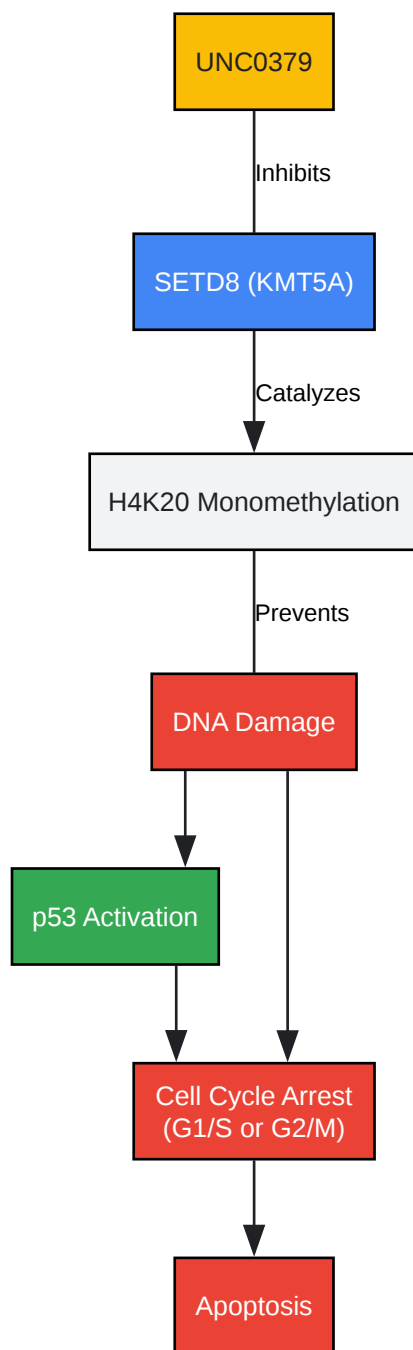 UNC0379
Inhibits
SETD8 (KMT5A)
Catalyzes
H4K20 Monomethylation
Prevents
DNA Damage
p53 Activation
Cell Cycle Arrest
(G1/S or G2/M)
Apoptosis